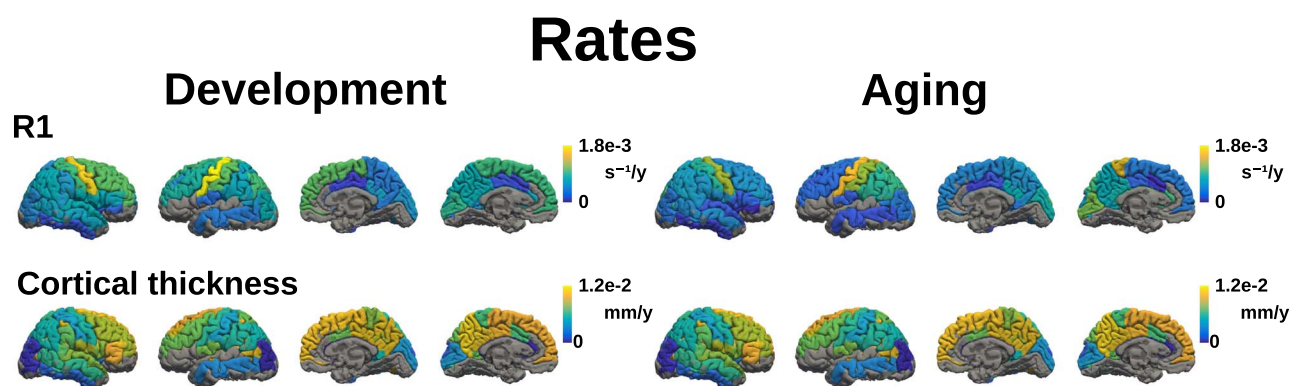 Rates
Development Aging
R1
1.8e-3 1.8e-3
s⁻¹/y s⁻¹/y
0 0
Cortical thickness
1.2e-2 1.2e-2
mm/y mm/y
0 0